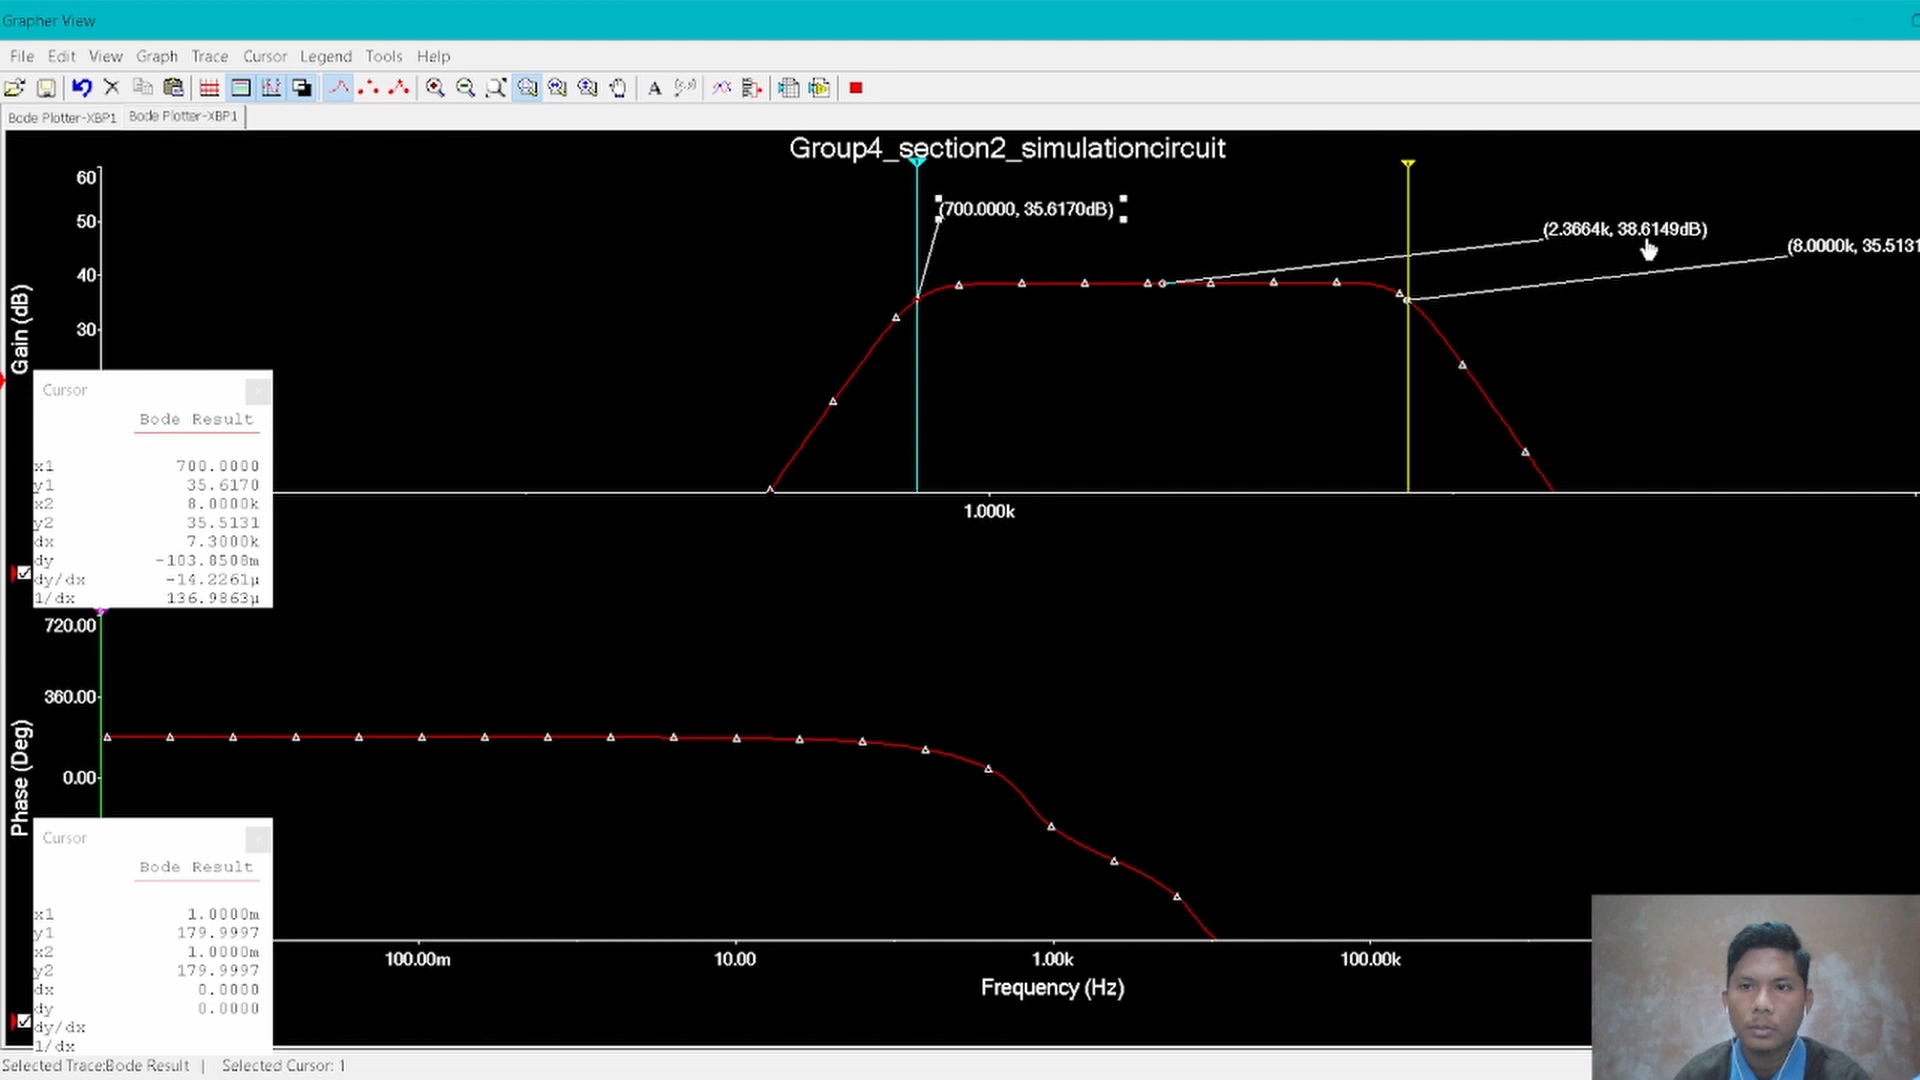 Grapher View
File Edit View Graph Trace Cursor Legend Tools Help
Bode Plotter-XBP1 Bode Plotter-XBP1
Group4_section2_simulationcircuit
(700.0000, 35.6170dB)
(2.3664k, 38.6149dB)
(8.0000k, 35.5131
Gain (dB)
60
50
40
30
1.000k
Cursor
Bode Result
x1 700.0000
y1 35.6170
x2 8.0000k
y2 35.5131
dx 7.3000k
dy -103.8508m
dy/dx -14.2261µ
1/dx 136.9863µ
Phase (Deg)
720.00
360.00
0.00
Cursor
Bode Result
x1 1.0000m
y1 179.9997
x2 1.0000m
y2 179.9997
dx 0.0000
dy 0.0000
dy/dx
1/dx
100.00m 10.00 1.00k 100.00k
Frequency (Hz)
Selected Trace:Bode Result | Selected Cursor: 1